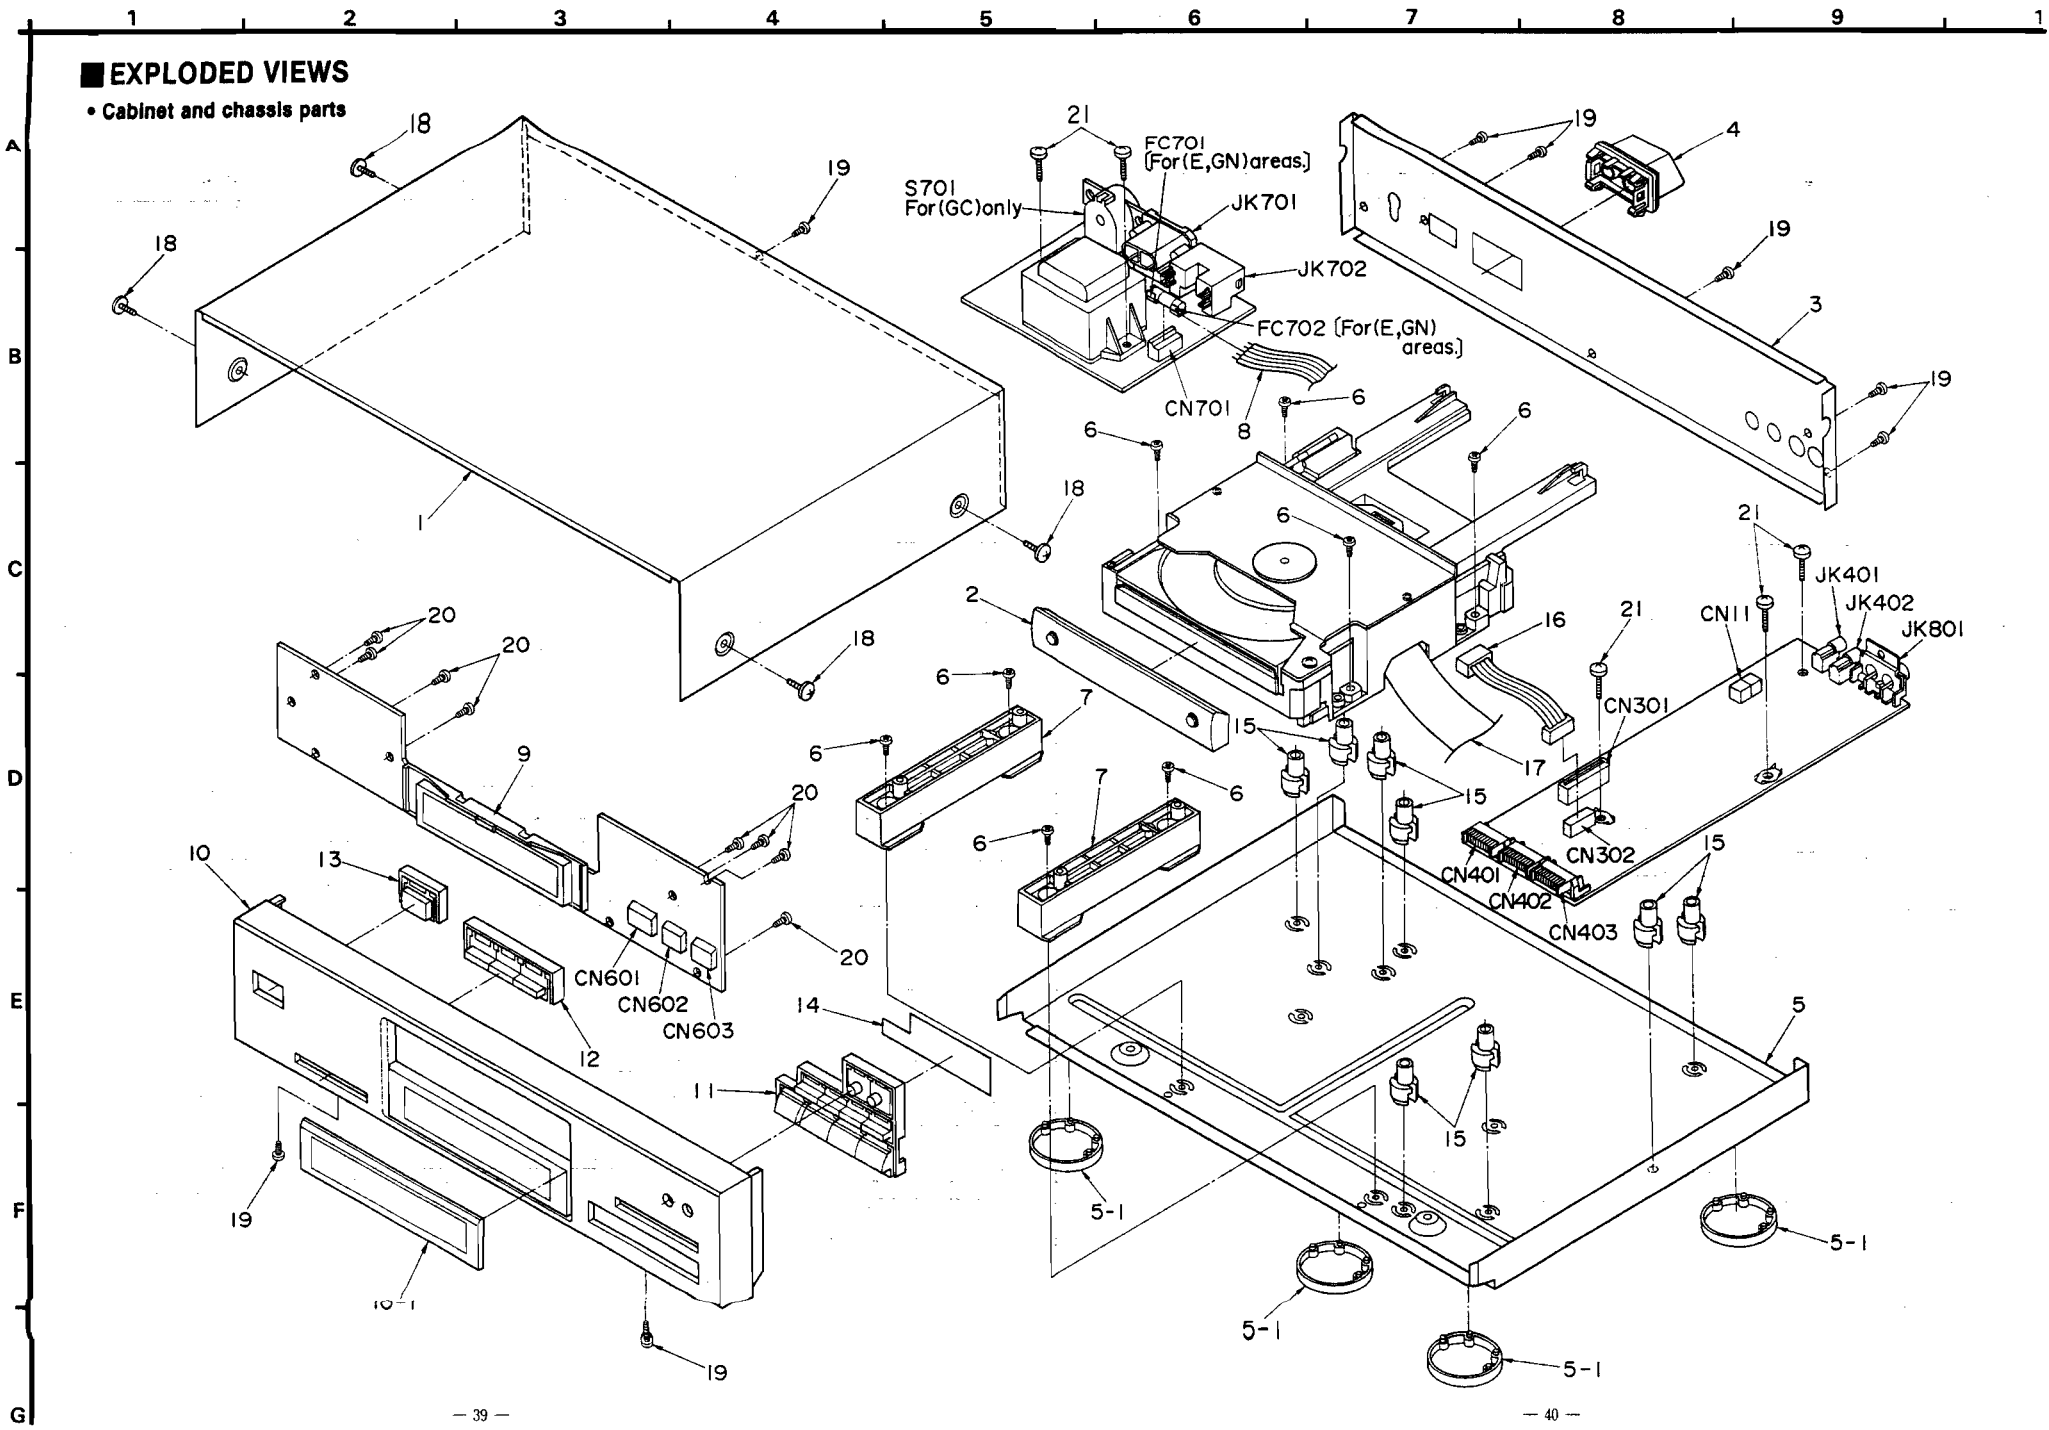 1 2 3 4 5 6 7 8 9 1
■ EXPLODED VIEWS
• Cabinet and chassis parts
A
B
C
D
E
F
G
18
18
19
1
18
18
21
FC701
[For(E,GN)areas.]
S701
For(GC)only
JK701
JK702
FC702 [For(E,GN)
areas.]
CN701
8
19
4
19
3
19
6
6
6
6
2
16
17
21
21
JK401
JK402
JK801
CN11
CN301
CN302
CN401
CN402
CN403
20
20
9
20
20
13
10
12
CN601
CN602
CN603
6
7
6
6
7
6
15
15
15
15
14
11
5
19
10-1
19
5-1
5-1
5-1
5-1
— 39 —
— 40 —